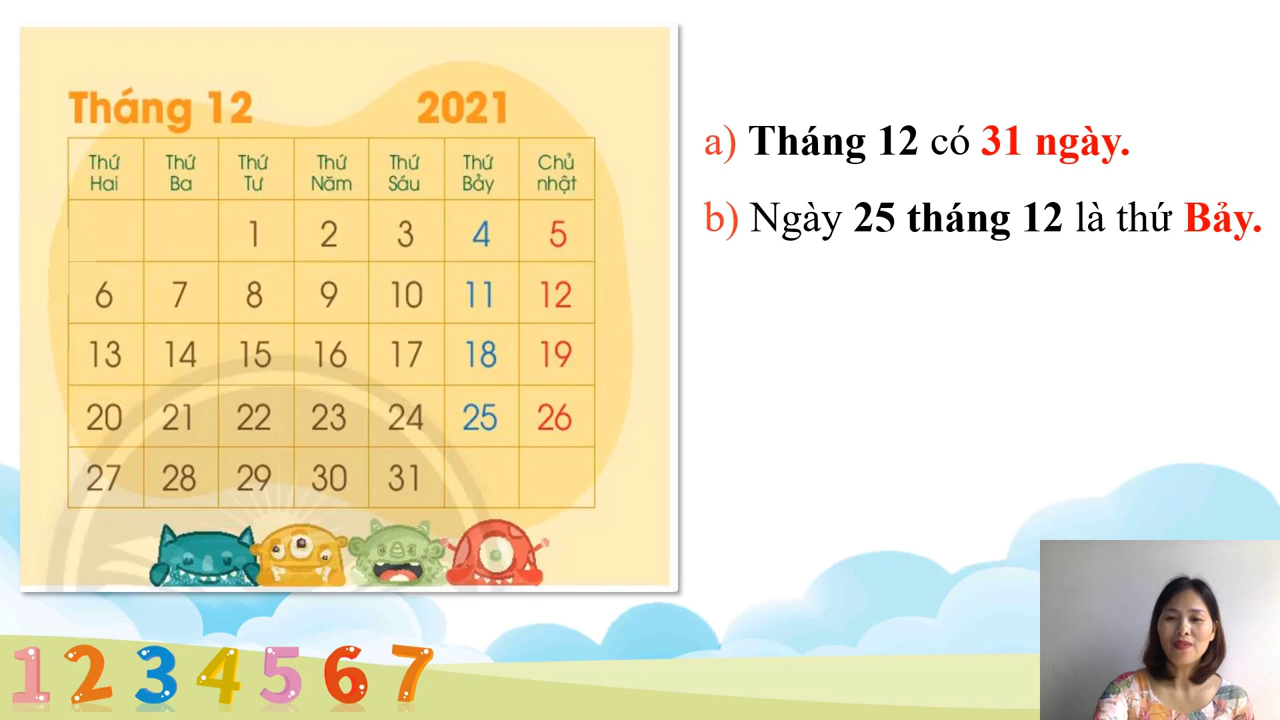 Tháng 12 2021
Thứ Hai Thứ Ba Thứ Tư Thứ Năm Thứ Sáu Thứ Bảy Chủ nhật
1 2 3 4 5
6 7 8 9 10 11 12
13 14 15 16 17 18 19
20 21 22 23 24 25 26
27 28 29 30 31
a) Tháng 12 có 31 ngày.
b) Ngày 25 tháng 12 là thứ Bảy.
1 2 3 4 5 6 7